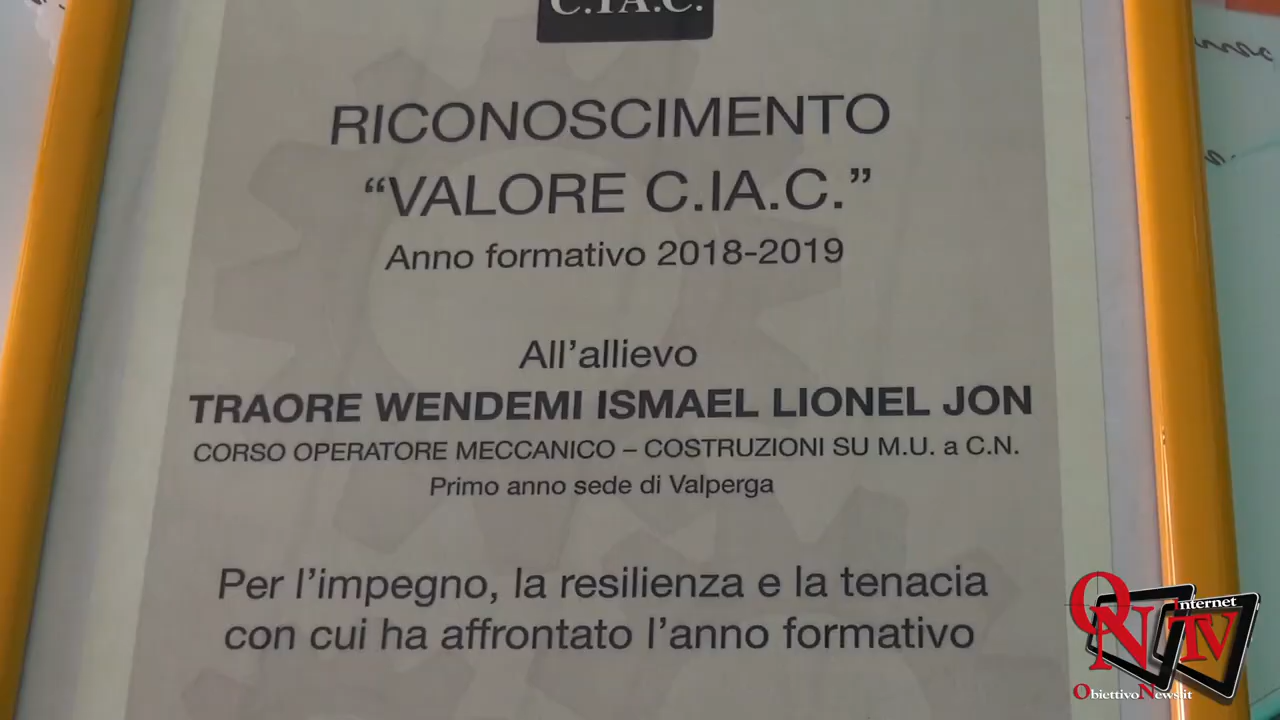 C.IA.C.
RICONOSCIMENTO
“VALORE C.IA.C.”
Anno formativo 2018-2019
All’allievo
TRAORE WENDEMI ISMAEL LIONEL JON
CORSO OPERATORE MECCANICO – COSTRUZIONI SU M.U. a C.N.
Primo anno sede di Valperga
Per l’impegno, la resilienza e la tenacia
con cui ha affrontato l’anno formativo
ON Internet TV
ObiettivoNews.it